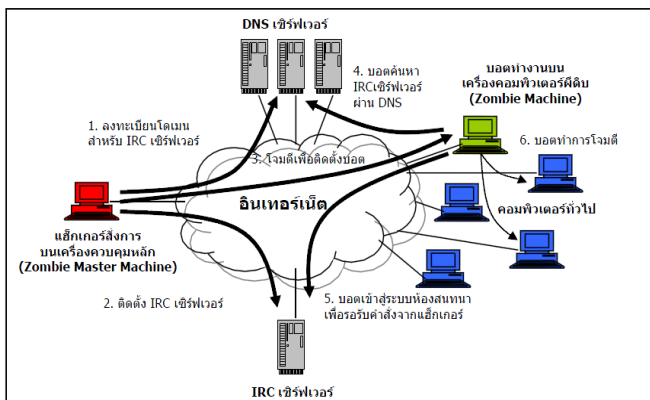 DNS เซิร์ฟเวอร์
4. บอตค้นหา
IRCเซิร์ฟเวอร์
ผ่าน DNS
บอตทำงานบน
เครื่องคอมพิวเตอร์ผีดิบ
(Zombie Machine)
1. ลงทะเบียนโดเมน
สำหรับ IRC เซิร์ฟเวอร์
3. โจมตีเพื่อติดตั้งบอต
6. บอตทำการโจมตี
อินเทอร์เน็ต
คอมพิวเตอร์ทั่วไป
แฮ็กเกอร์สั่งการ
บนเครื่องควบคุมหลัก
(Zombie Master Machine)
2. ติดตั้ง IRC เซิร์ฟเวอร์
5. บอตเข้าสู่ระบบห้องสนทนา
เพื่อรอรับคำสั่งจากแฮ็กเกอร์
IRC เซิร์ฟเวอร์